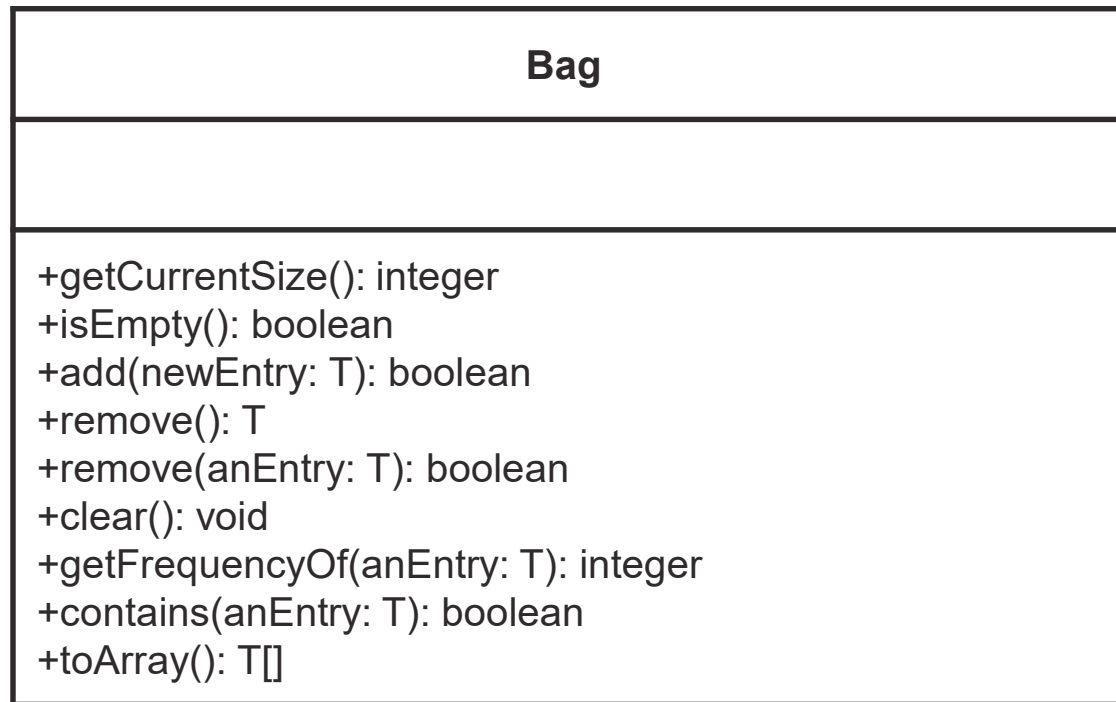 Bag
+getCurrentSize(): integer
+isEmpty(): boolean
+add(newEntry: T): boolean
+remove(): T
+remove(anEntry: T): boolean
+clear(): void
+getFrequencyOf(anEntry: T): integer
+contains(anEntry: T): boolean
+toArray(): T[]